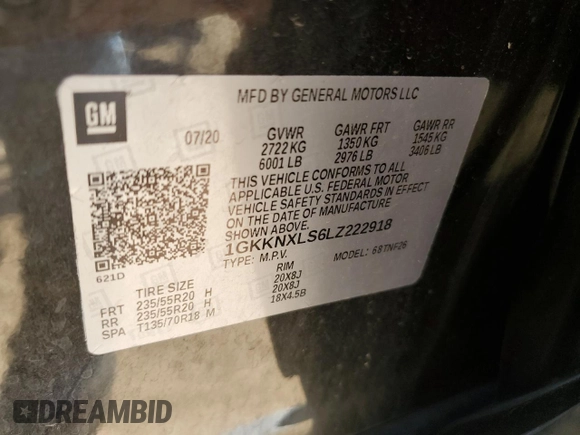 GM
MFD BY GENERAL MOTORS LLC
07/20 GVWR GAWR FRT GAWR RR
2722 KG 1350 KG 1545 KG
6001 LB 2976 LB 3406 LB
THIS VEHICLE CONFORMS TO ALL
APPLICABLE U.S. FEDERAL MOTOR
VEHICLE SAFETY STANDARDS IN EFFECT
ON THE DATE OF MANUFACTURE
SHOWN ABOVE.
1GKKNXLS6LZ222918
TYPE: M.P.V. MODEL: 6BTNF26
621D
TIRE SIZE RIM
FRT 235/55R20 H 20X8J
RR 235/55R20 H 20X8J
SPA T135/70R18 M 18X4.5B
DREAMBID